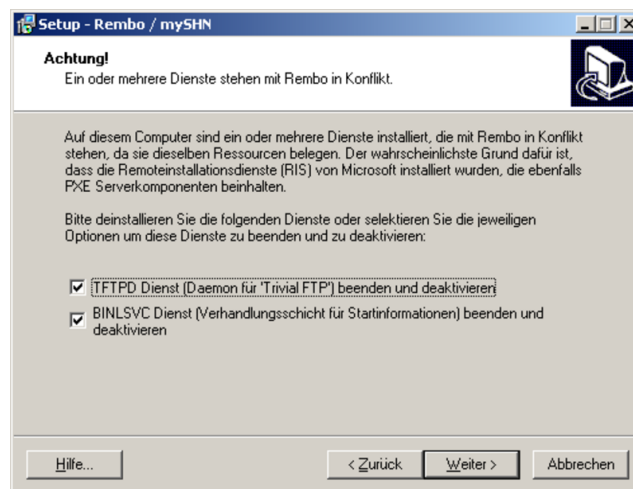 Setup - Rembo / mySHN
Achtung!
Ein oder mehrere Dienste stehen mit Rembo in Konflikt.
Auf diesem Computer sind ein oder mehrere Dienste installiert, die mit Rembo in Konflikt
stehen, da sie dieselben Ressourcen belegen. Der wahrscheinlichste Grund dafür ist,
dass die Remoteinstallationsdienste (RIS) von Microsoft installiert wurden, die ebenfalls
PXE Serverkomponenten beinhalten.
Bitte deinstallieren Sie die folgenden Dienste oder selektieren Sie die jeweiligen
Optionen um diese Dienste zu beenden und zu deaktivieren:
TFTPD Dienst (Daemon für 'Trivial FTP') beenden und deaktivieren
BINLSVC Dienst (Verhandlungsschicht für Startinformationen) beenden und
deaktivieren
Hilfe... < Zurück Weiter > Abbrechen